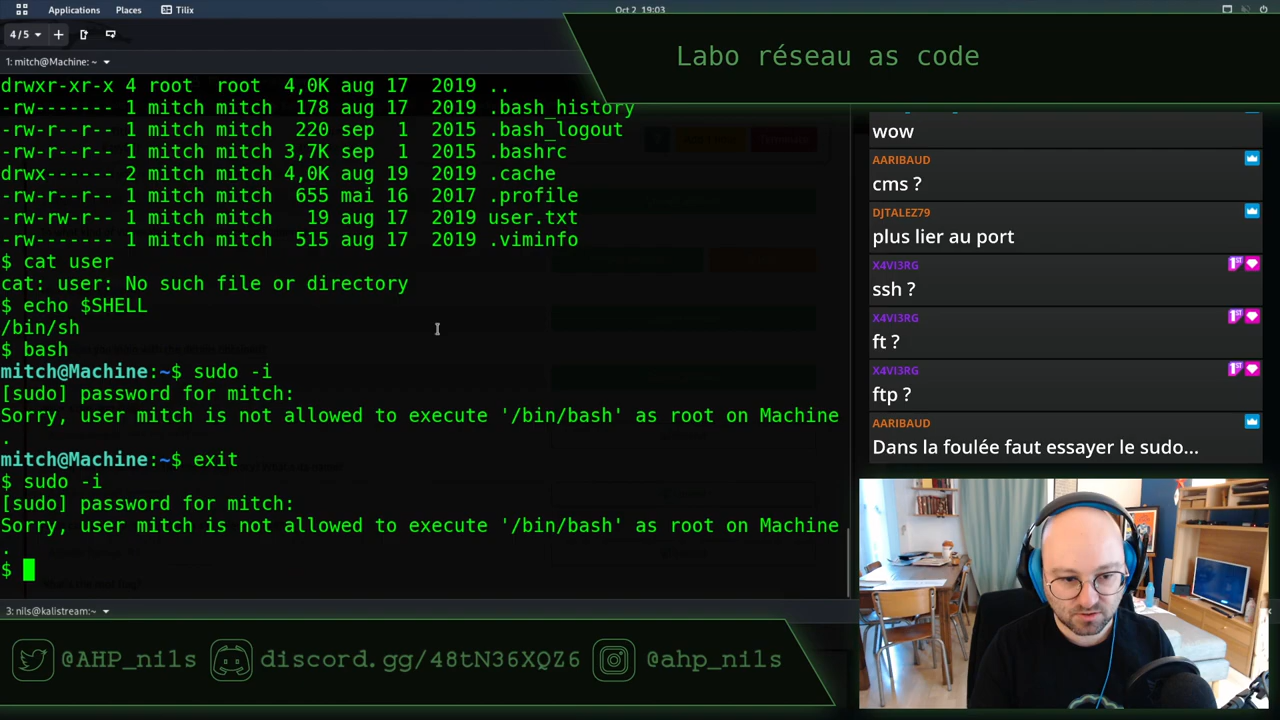 Applications Places Tilix
Oct 2 19:03
4/5
1: mitch@Machine: ~
Labo réseau as code
drwxr-xr-x 4 root root 4,0K aug 17 2019 ..
-rw------- 1 mitch mitch 178 aug 17 2019 .bash_history
-rw-r--r-- 1 mitch mitch 220 sep 1 2015 .bash_logout
-rw-r--r-- 1 mitch mitch 3,7K sep 1 2015 .bashrc
drwx------ 2 mitch mitch 4,0K aug 19 2019 .cache
-rw-r--r-- 1 mitch mitch 655 mai 16 2017 .profile
-rw-rw-r-- 1 mitch mitch 19 aug 17 2019 user.txt
-rw------- 1 mitch mitch 515 aug 17 2019 .viminfo
$ cat user
cat: user: No such file or directory
$ echo $SHELL
/bin/sh
$ bash
mitch@Machine:~$ sudo -i
[sudo] password for mitch:
Sorry, user mitch is not allowed to execute '/bin/bash' as root on Machine
.
mitch@Machine:~$ exit
$ sudo -i
[sudo] password for mitch:
Sorry, user mitch is not allowed to execute '/bin/bash' as root on Machine
.
$
3: nils@kalistream:~
wow
AARIBAUD
cms ?
DJTALEZ79
plus lier au port
X4VI3RG
1ST
ssh ?
X4VI3RG
1ST
ft ?
X4VI3RG
1ST
ftp ?
AARIBAUD
Dans la foulée faut essayer le sudo...
@AHP_nils
discord.gg/48tN36XQZ6
@ahp_nils